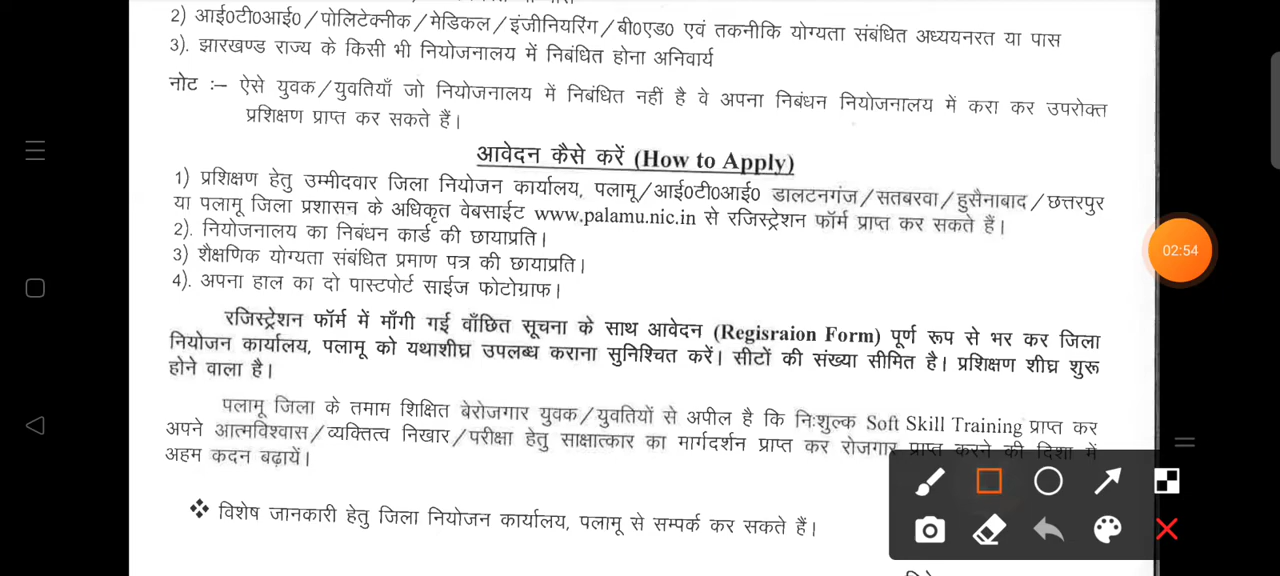 2) आई0टी0आई0/पोलिटेक्नीक/मेडिकल/इंजीनियरिंग/बी0एड0 एवं तकनीकि योग्यता संबंधित अध्ययनरत या पास
3). झारखण्ड राज्य के किसी भी नियोजनालय में निबंधित होना अनिवार्य
नोट :– ऐसे युवक/युवतियाँ जो नियोजनालय में निबंधित नहीं है वे अपना निबंधन नियोजनालय में करा कर उपरोक्त
प्रशिक्षण प्राप्त कर सकते हैं।
आवेदन कैसे करें (How to Apply)
1) प्रशिक्षण हेतु उम्मीदवार जिला नियोजन कार्यालय, पलामू/आई0टी0आई0 डालटनगंज/सतबरवा/हुसैनाबाद/छत्तरपुर
या पलामू जिला प्रशासन के अधिकृत वेबसाईट www.palamu.nic.in से रजिस्ट्रेशन फॉर्म प्राप्त कर सकते हैं।
2). नियोजनालय का निबंधन कार्ड की छायाप्रति।
3) शैक्षणिक योग्यता संबंधित प्रमाण पत्र की छायाप्रति।
4). अपना हाल का दो पास्टपोर्ट साईज फोटोग्राफ।
रजिस्ट्रेशन फॉर्म में माँगी गई वाँछित सूचना के साथ आवेदन (Regisraion Form) पूर्ण रूप से भर कर जिला
नियोजन कार्यालय, पलामू को यथाशीघ्र उपलब्ध कराना सुनिश्चित करें। सीटों की संख्या सीमित है। प्रशिक्षण शीघ्र शुरू
होने वाला है।
पलामू जिला के तमाम शिक्षित बेरोजगार युवक/युवतियों से अपील है कि निःशुल्क Soft Skill Training प्राप्त कर
अपने आत्मविश्वास/व्यक्तित्व निखार/परीक्षा हेतु साक्षात्कार का मार्गदर्शन प्राप्त कर रोजगार प्राप्त करने की दिशा में
अहम कदन बढ़ायें।
विशेष जानकारी हेतु जिला नियोजन कार्यालय, पलामू से सम्पर्क कर सकते हैं।
02:54